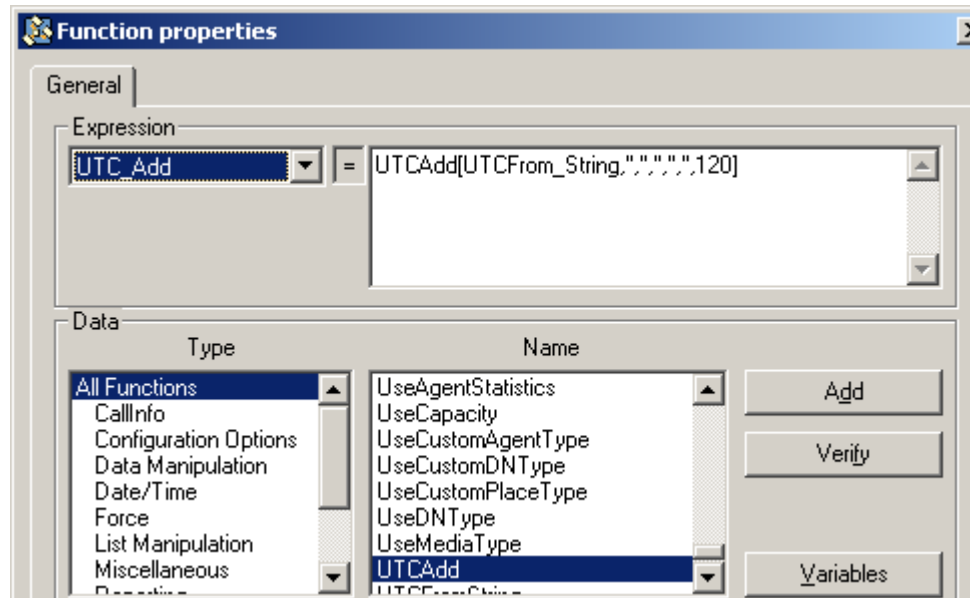 Function properties
General
Expression
UTC_Add
=
UTCAdd[UTCFrom_String,'','','','','',120]
Data
Type
Name
All Functions
CallInfo
Configuration Options
Data Manipulation
Date/Time
Force
List Manipulation
Miscellaneous
UseAgentStatistics
UseCapacity
UseCustomAgentType
UseCustomDNType
UseCustomPlaceType
UseDNType
UseMediaType
UTCAdd
UTCFromString
Add
Verify
Variables